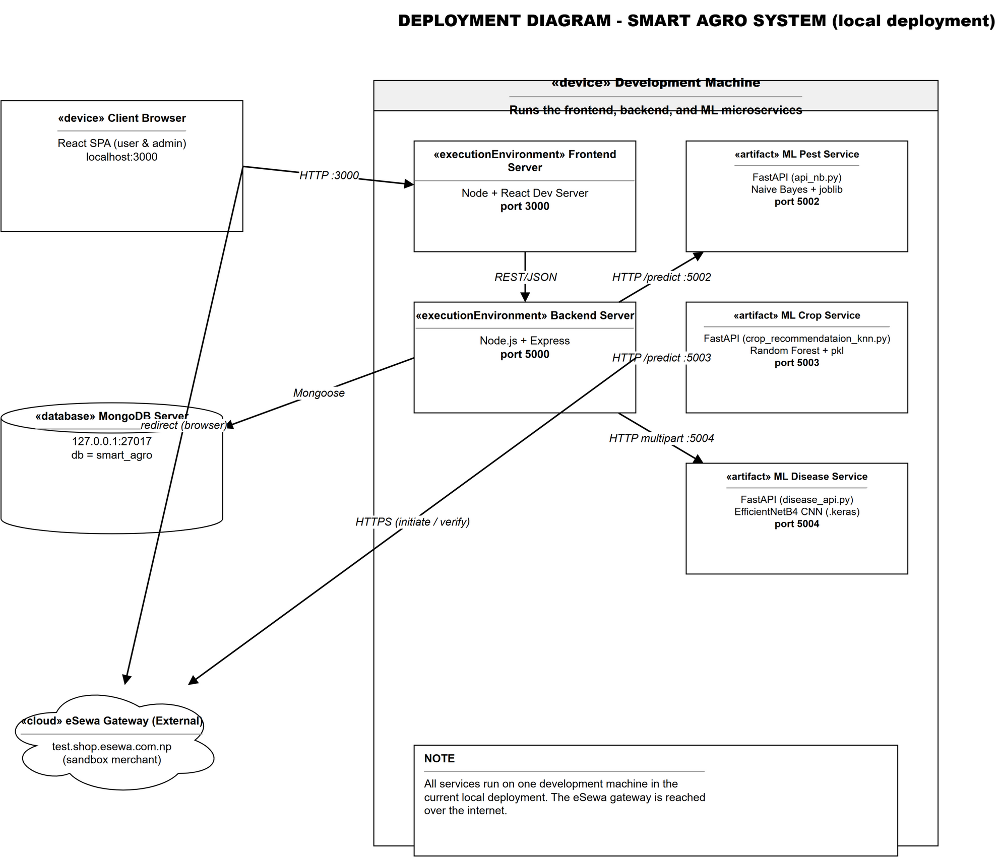 DEPLOYMENT DIAGRAM - SMART AGRO SYSTEM (local deployment)
«device» Development Machine
Runs the frontend, backend, and ML microservices
«device» Client Browser
React SPA (user & admin)
localhost:3000
HTTP :3000
«executionEnvironment» Frontend
Server
Node + React Dev Server
port 3000
«artifact» ML Pest Service
FastAPI (api_nb.py)
Naive Bayes + joblib
port 5002
REST/JSON
HTTP /predict :5002
«executionEnvironment» Backend Server
Node.js + Express
port 5000
«artifact» ML Crop Service
FastAPI (crop_recommendataion_knn.py)
Random Forest + pkl
port 5003
HTTP /predict :5003
Mongoose
«database» MongoDB Server
redirect (browser)
127.0.0.1:27017
db = smart_agro
HTTP multipart :5004
«artifact» ML Disease Service
FastAPI (disease_api.py)
EfficientNetB4 CNN (.keras)
port 5004
HTTPS (initiate / verify)
«cloud» eSewa Gateway (External)
test.shop.esewa.com.np
(sandbox merchant)
NOTE
All services run on one development machine in the
current local deployment. The eSewa gateway is reached
over the internet.